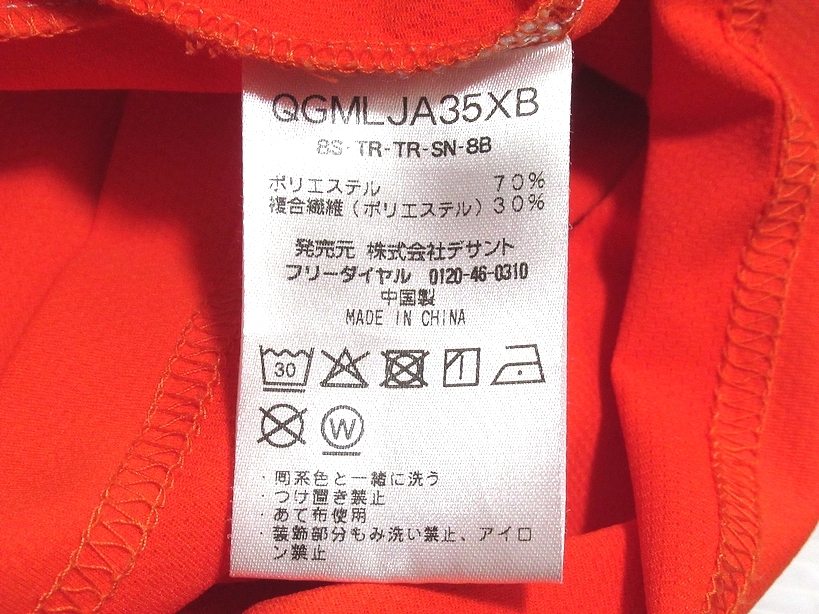 QGMLJA35XB
8S-TR-TR-SN-8B
ポリエステル 70%
複合繊維(ポリエステル)30%
発売元 株式会社デサント
フリーダイヤル 0120-46-0310
中国製
MADE IN CHINA
30
W
・同系色と一緒に洗う
・つけ置き禁止
・あて布使用
・装飾部分もみ洗い禁止、アイロ
ン禁止